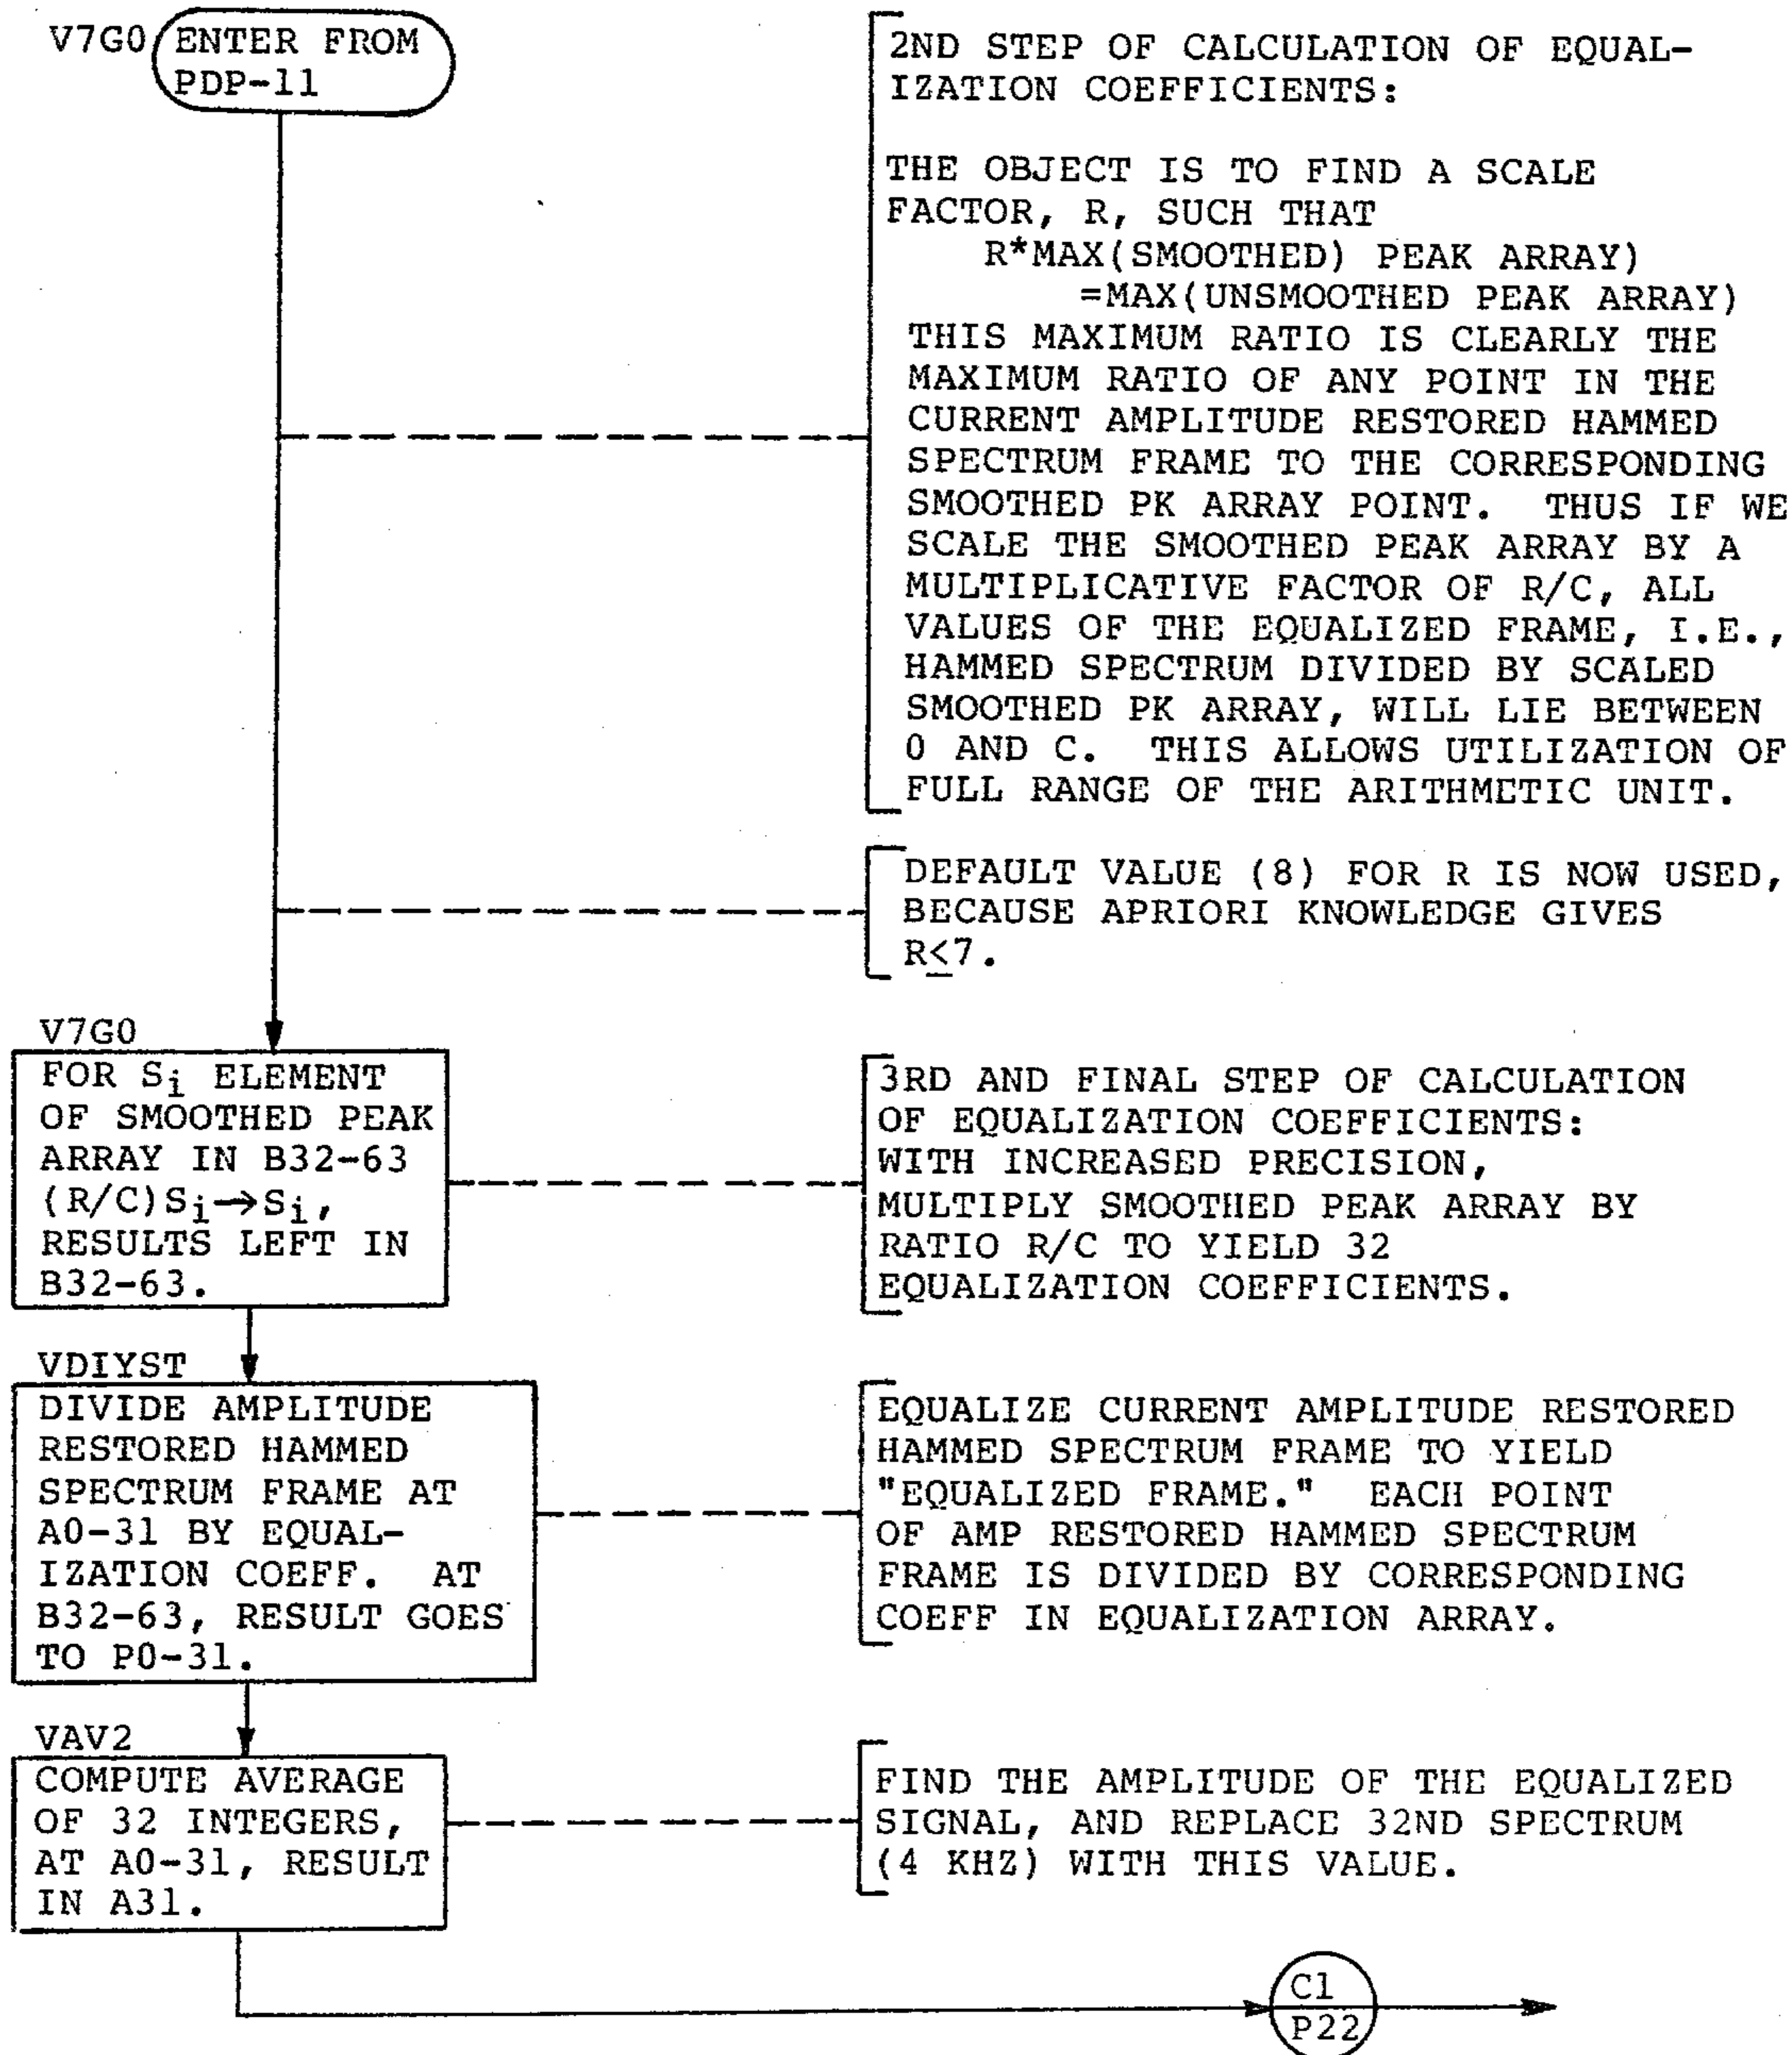 V7G0 ENTER FROM
PDP-11
2ND STEP OF CALCULATION OF EQUAL-
IZATION COEFFICIENTS:
THE OBJECT IS TO FIND A SCALE
FACTOR, R, SUCH THAT
R*MAX(SMOOTHED) PEAK ARRAY)
=MAX(UNSMOOTHED PEAK ARRAY)
THIS MAXIMUM RATIO IS CLEARLY THE
MAXIMUM RATIO OF ANY POINT IN THE
CURRENT AMPLITUDE RESTORED HAMMED
SPECTRUM FRAME TO THE CORRESPONDING
SMOOTHED PK ARRAY POINT. THUS IF WE
SCALE THE SMOOTHED PEAK ARRAY BY A
MULTIPLICATIVE FACTOR OF R/C, ALL
VALUES OF THE EQUALIZED FRAME, I.E.,
HAMMED SPECTRUM DIVIDED BY SCALED
SMOOTHED PK ARRAY, WILL LIE BETWEEN
0 AND C. THIS ALLOWS UTILIZATION OF
FULL RANGE OF THE ARITHMETIC UNIT.
DEFAULT VALUE (8) FOR R IS NOW USED,
BECAUSE APRIORI KNOWLEDGE GIVES
R≤7.
V7G0
FOR Si ELEMENT
OF SMOOTHED PEAK
ARRAY IN B32-63
(R/C)Si→Si,
RESULTS LEFT IN
B32-63.
3RD AND FINAL STEP OF CALCULATION
OF EQUALIZATION COEFFICIENTS:
WITH INCREASED PRECISION,
MULTIPLY SMOOTHED PEAK ARRAY BY
RATIO R/C TO YIELD 32
EQUALIZATION COEFFICIENTS.
VDIYST
DIVIDE AMPLITUDE
RESTORED HAMMED
SPECTRUM FRAME AT
A0-31 BY EQUAL-
IZATION COEFF. AT
B32-63, RESULT GOES
TO P0-31.
EQUALIZE CURRENT AMPLITUDE RESTORED
HAMMED SPECTRUM FRAME TO YIELD
"EQUALIZED FRAME." EACH POINT
OF AMP RESTORED HAMMED SPECTRUM
FRAME IS DIVIDED BY CORRESPONDING
COEFF IN EQUALIZATION ARRAY.
VAV2
COMPUTE AVERAGE
OF 32 INTEGERS,
AT A0-31, RESULT
IN A31.
FIND THE AMPLITUDE OF THE EQUALIZED
SIGNAL, AND REPLACE 32ND SPECTRUM
(4 KHZ) WITH THIS VALUE.
C1
P22